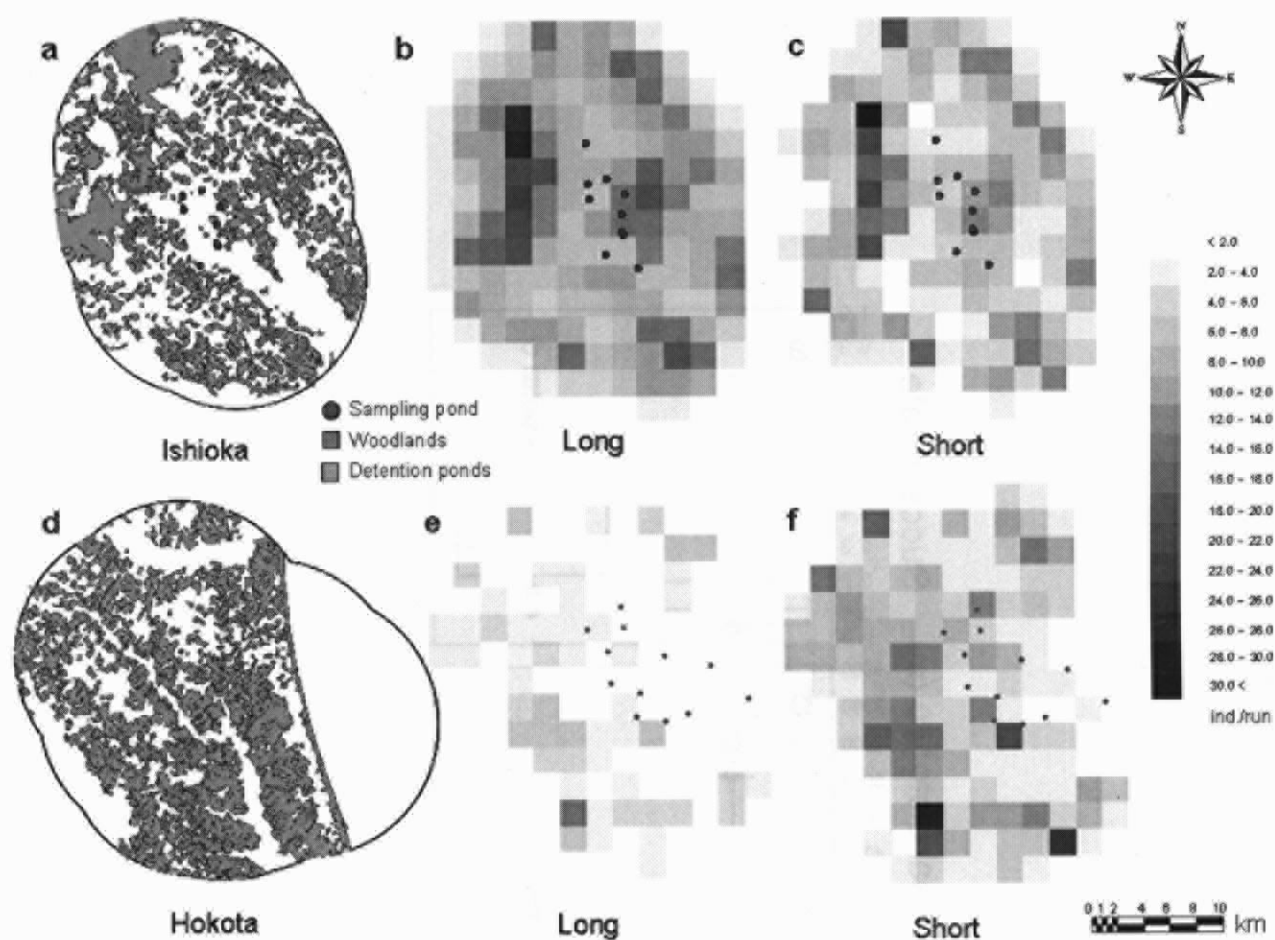 a
b
c
N
W
E
S
Ishioka
Long
Short
Sampling pond
Woodlands
Detention ponds
< 2.0
2.0 – 4.0
4.0 – 6.0
6.0 – 8.0
8.0 – 10.0
10.0 – 12.0
12.0 – 14.0
14.0 – 16.0
16.0 – 18.0
18.0 – 20.0
20.0 – 22.0
22.0 – 24.0
24.0 – 26.0
26.0 – 28.0
28.0 – 30.0
30.0 <
ind./run
d
e
f
Hokota
Long
Short
0 1 2 4 6 8 10
km